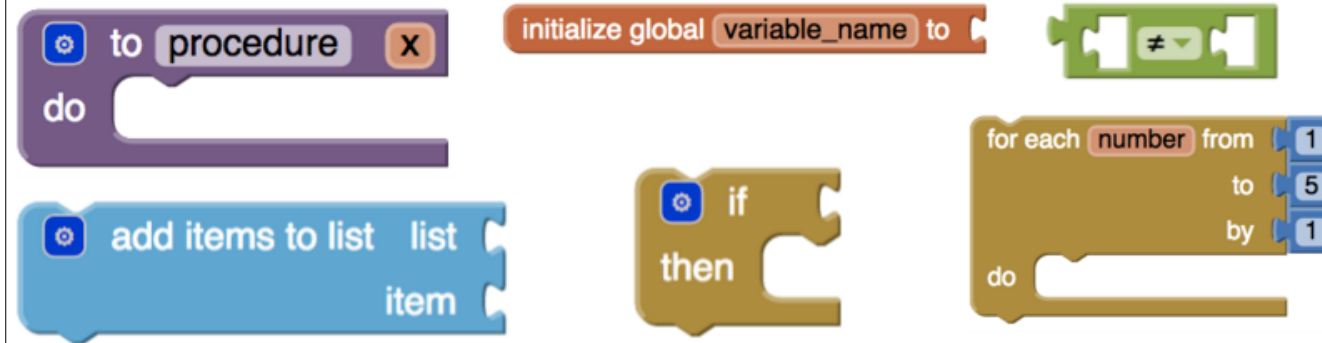 to procedure x
do
initialize global variable_name to
≠
add items to list list
item
if
then
for each number from 1
to 5
by 1
do